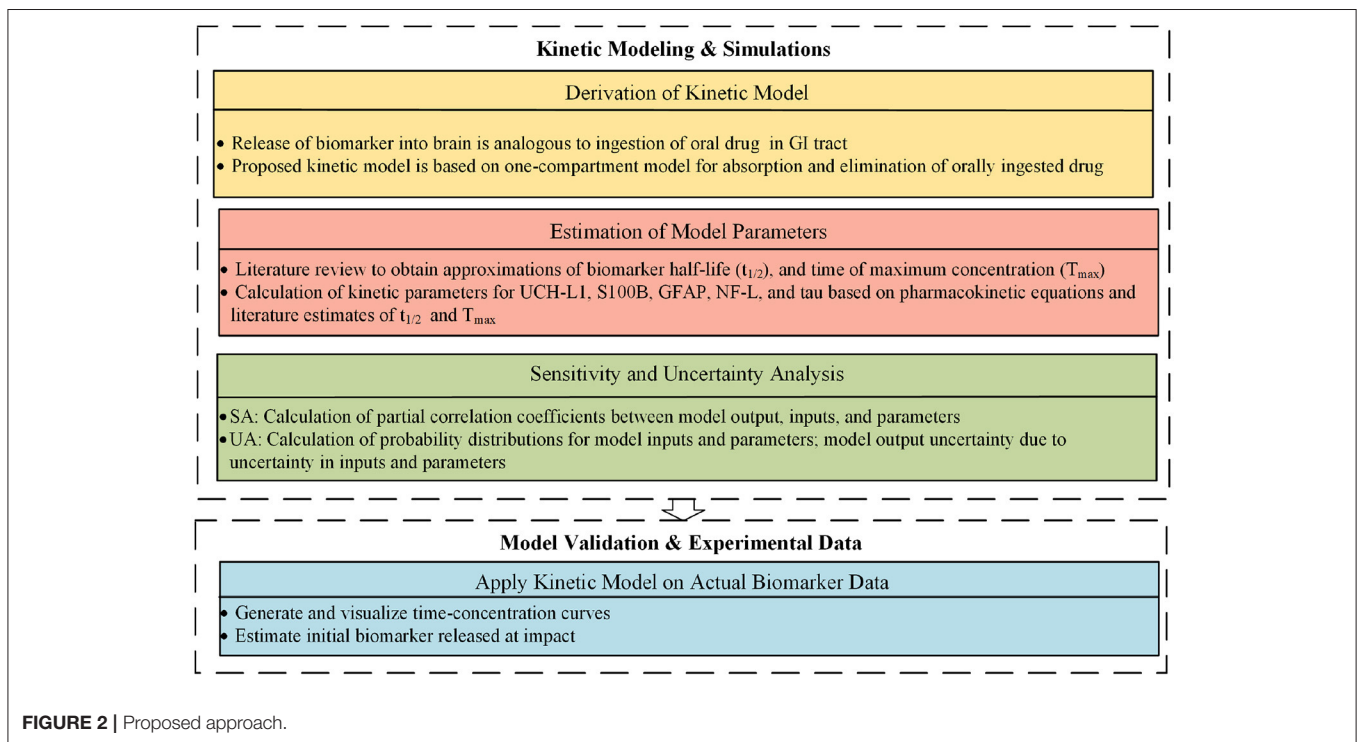 Kinetic Modeling & Simulations
Derivation of Kinetic Model
• Release of biomarker into brain is analogous to ingestion of oral drug in GI tract
• Proposed kinetic model is based on one-compartment model for absorption and elimination of orally ingested drug
Estimation of Model Parameters
• Literature review to obtain approximations of biomarker half-life (t1/2), and time of maximum concentration (Tmax)
• Calculation of kinetic parameters for UCH-L1, S100B, GFAP, NF-L, and tau based on pharmacokinetic equations and
literature estimates of t1/2 and Tmax
Sensitivity and Uncertainty Analysis
• SA: Calculation of partial correlation coefficients between model output, inputs, and parameters
• UA: Calculation of probability distributions for model inputs and parameters; model output uncertainty due to
uncertainty in inputs and parameters
Model Validation & Experimental Data
Apply Kinetic Model on Actual Biomarker Data
• Generate and visualize time-concentration curves
• Estimate initial biomarker released at impact
FIGURE 2 | Proposed approach.